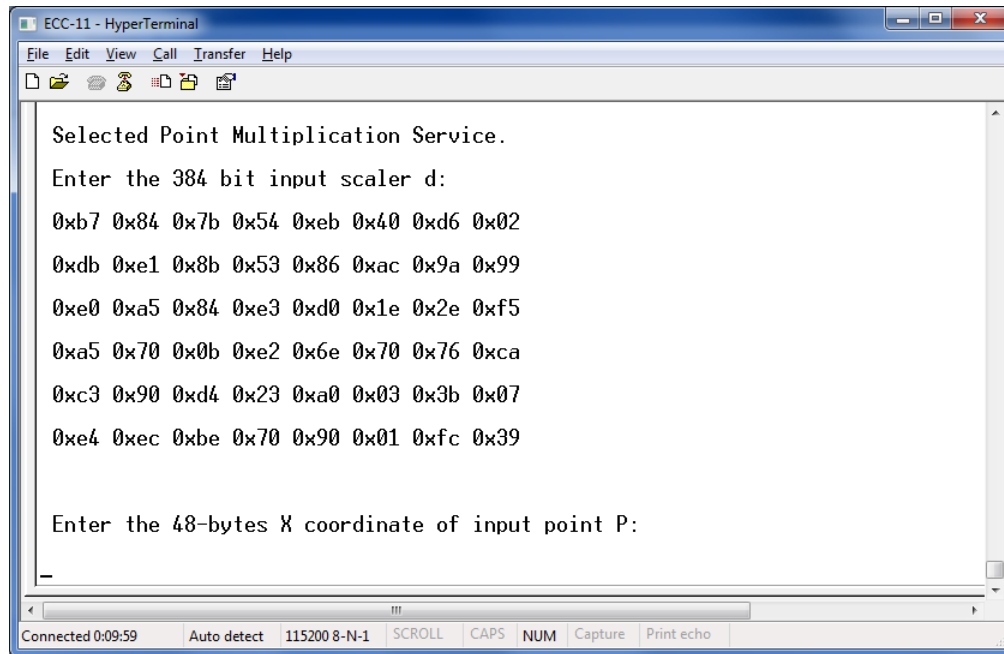 ECC-11 - HyperTerminal
File Edit View Call Transfer Help
Selected Point Multiplication Service.
Enter the 384 bit input scaler d:
0xb7 0x84 0x7b 0x54 0xeb 0x40 0xd6 0x02
0xdb 0xe1 0x8b 0x53 0x86 0xac 0x9a 0x99
0xe0 0xa5 0x84 0xe3 0xd0 0x1e 0x2e 0xf5
0xa5 0x70 0x0b 0xe2 0x6e 0x70 0x76 0xca
0xc3 0x90 0xd4 0x23 0xa0 0x03 0x3b 0x07
0xe4 0xec 0xbe 0x70 0x90 0x01 0xfc 0x39
Enter the 48-bytes X coordinate of input point P:
_
Connected 0:09:59 Auto detect 115200 8-N-1 SCROLL CAPS NUM Capture Print echo